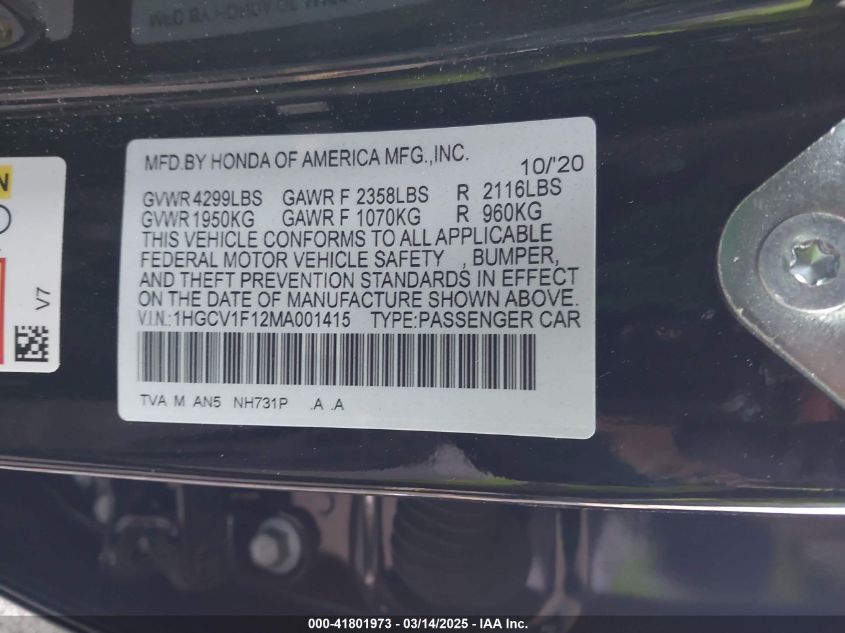 MFD.BY HONDA OF AMERICA MFG.,INC. 10/'20
GVWR 4299LBS GAWR F 2358LBS R 2116LBS
GVWR 1950KG GAWR F 1070KG R 960KG
THIS VEHICLE CONFORMS TO ALL APPLICABLE
FEDERAL MOTOR VEHICLE SAFETY , BUMPER,
AND THEFT PREVENTION STANDARDS IN EFFECT
ON THE DATE OF MANUFACTURE SHOWN ABOVE.
V.I.N.:1HGCV1F12MA001415 TYPE:PASSENGER CAR
TVA M AN5 NH731P .A .A
V7
000-41801973 - 03/14/2025 - IAA Inc.